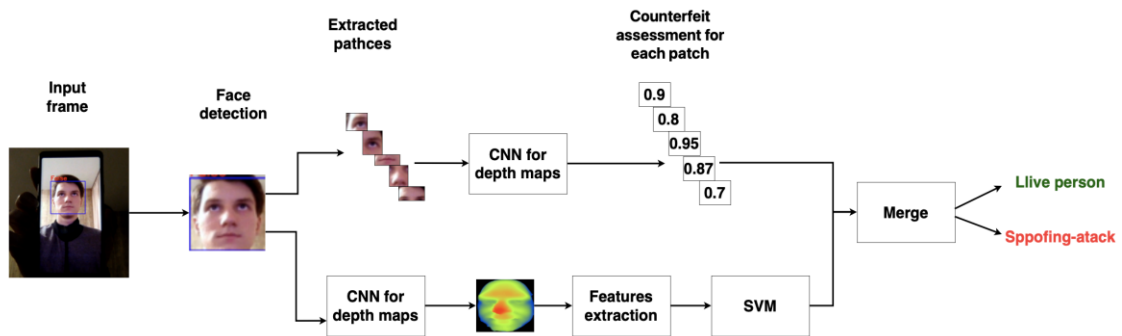 Input
frame
Face
detection
Extracted
pathces
CNN for
depth maps
Counterfeit
assessment for
each patch
0.9
0.8
0.95
0.87
0.7
CNN for
depth maps
Features
extraction
SVM
Merge
Llive person
Sppofing-atack